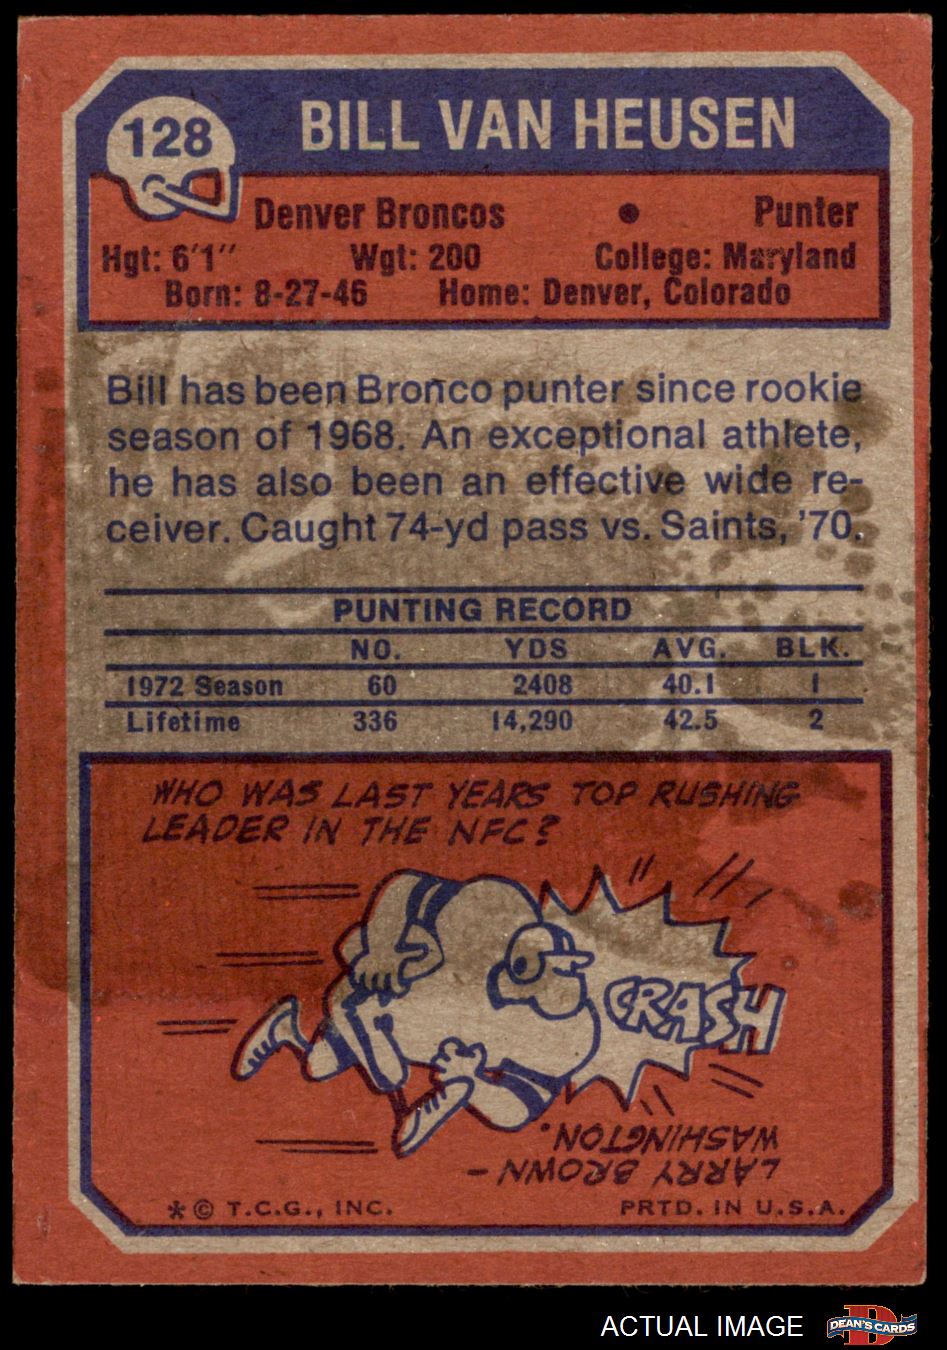 128
BILL VAN HEUSEN
Denver Broncos • Punter
Hgt: 6'1" Wgt: 200 College: Maryland
Born: 8-27-46 Home: Denver, Colorado
Bill has been Bronco punter since rookie
season of 1968. An exceptional athlete,
he has also been an effective wide re-
ceiver. Caught 74-yd pass vs. Saints, '70.
PUNTING RECORD
NO. YDS AVG. BLK.
1972 Season 60 2408 40.1 1
Lifetime 336 14,290 42.5 2
WHO WAS LAST YEARS TOP RUSHING
LEADER IN THE NFC?
CRASH
LARRY BROWN -
WASHINGTON.
*© T.C.G., INC. PRTD. IN U.S.A.
ACTUAL IMAGE
D
DEAN'S CARDS